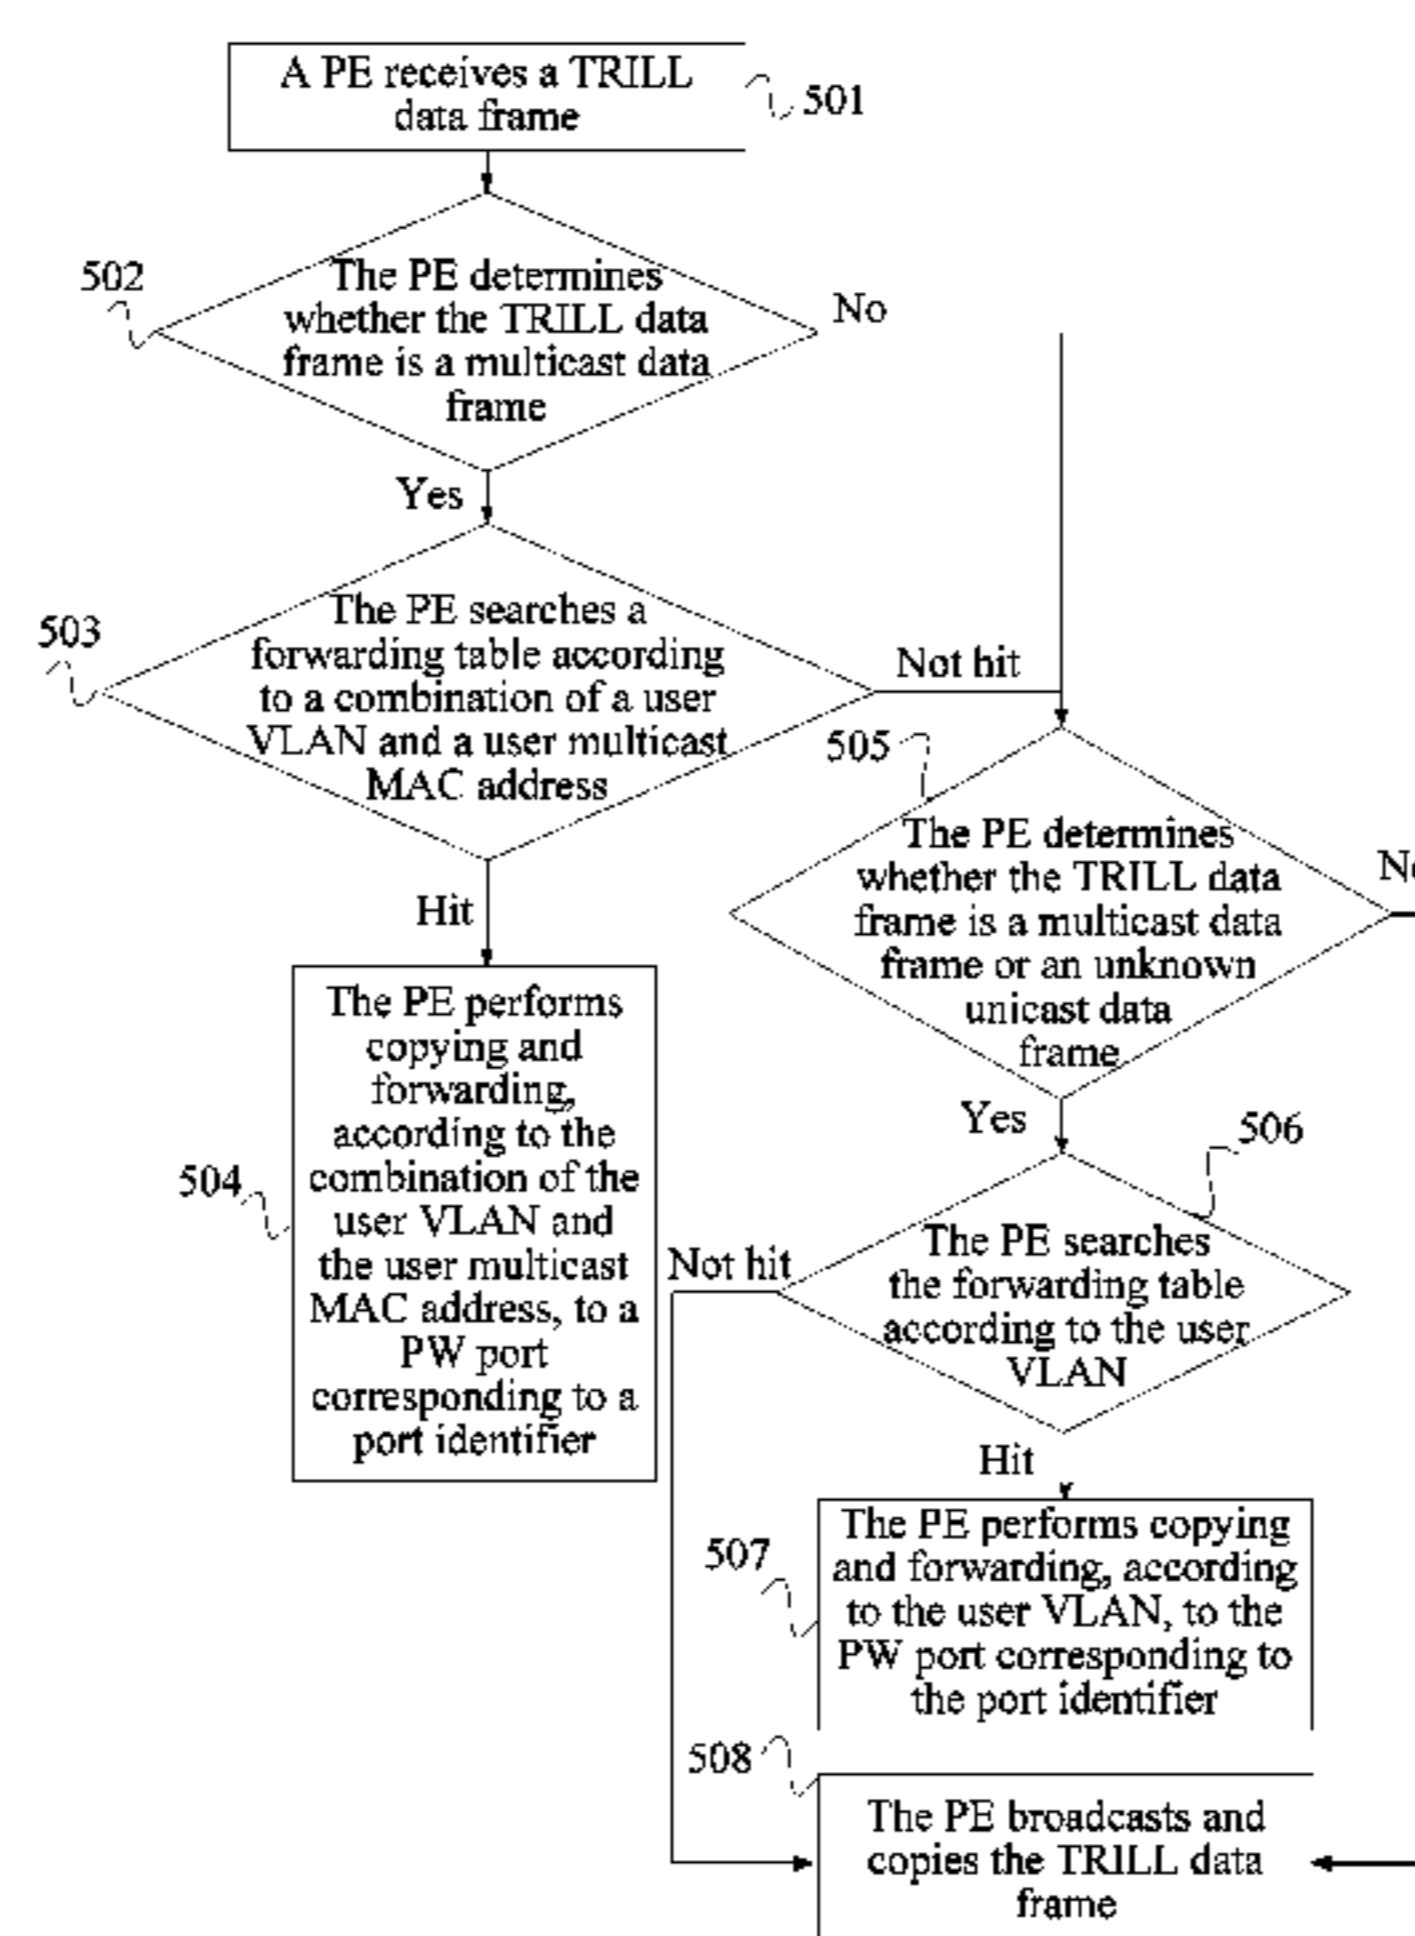 A PE receives a TRILL
data frame
501
502
The PE determines
whether the TRILL data
frame is a multicast data
frame
No
Yes
503
The PE searches a
forwarding table according
to a combination of a user
VLAN and a user multicast
MAC address
Not hit
Hit
505
The PE determines
whether the TRILL data
frame is a multicast data
frame or an unknown
unicast data
frame
Yes
504
The PE performs
copying and
forwarding,
according to the
combination of the
user VLAN and
the user multicast
MAC address, to a
PW port
corresponding to a
port identifier
506
The PE searches
the forwarding table
according to the user
VLAN
Not hit
Hit
507
The PE performs copying
and forwarding, according
to the user VLAN, to the
PW port corresponding to
the port identifier
508
The PE broadcasts and
copies the TRILL data
frame